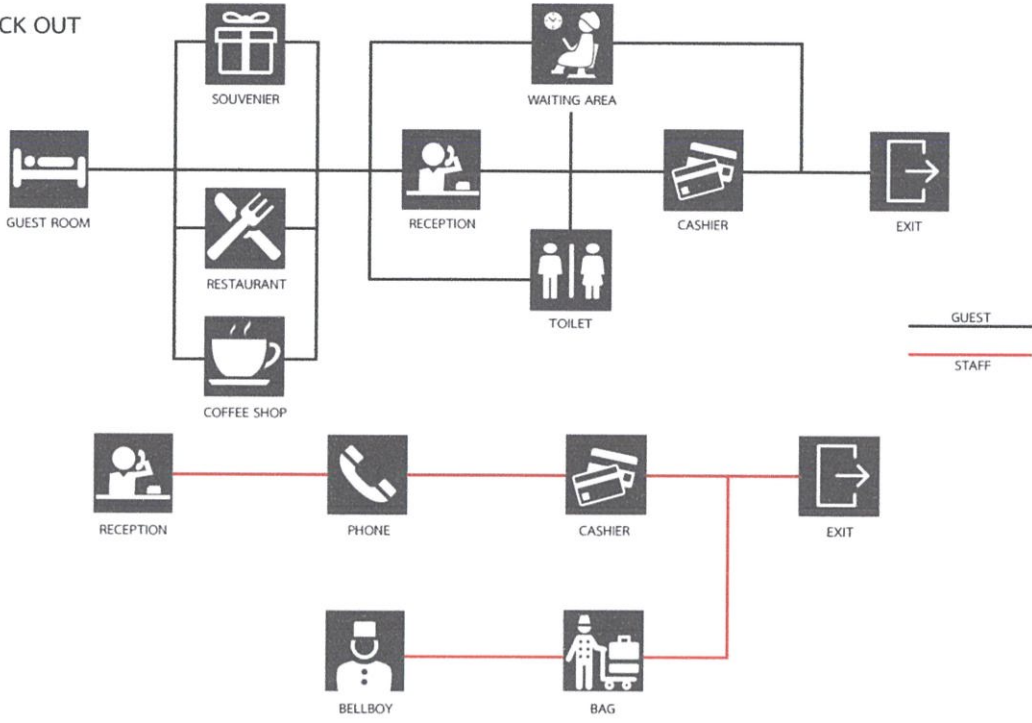 CK OUT
SOUVENIER
WAITING AREA
GUEST ROOM
RECEPTION
CASHIER
EXIT
RESTAURANT
TOILET
GUEST
STAFF
COFFEE SHOP
RECEPTION
PHONE
CASHIER
EXIT
BELLBOY
BAG